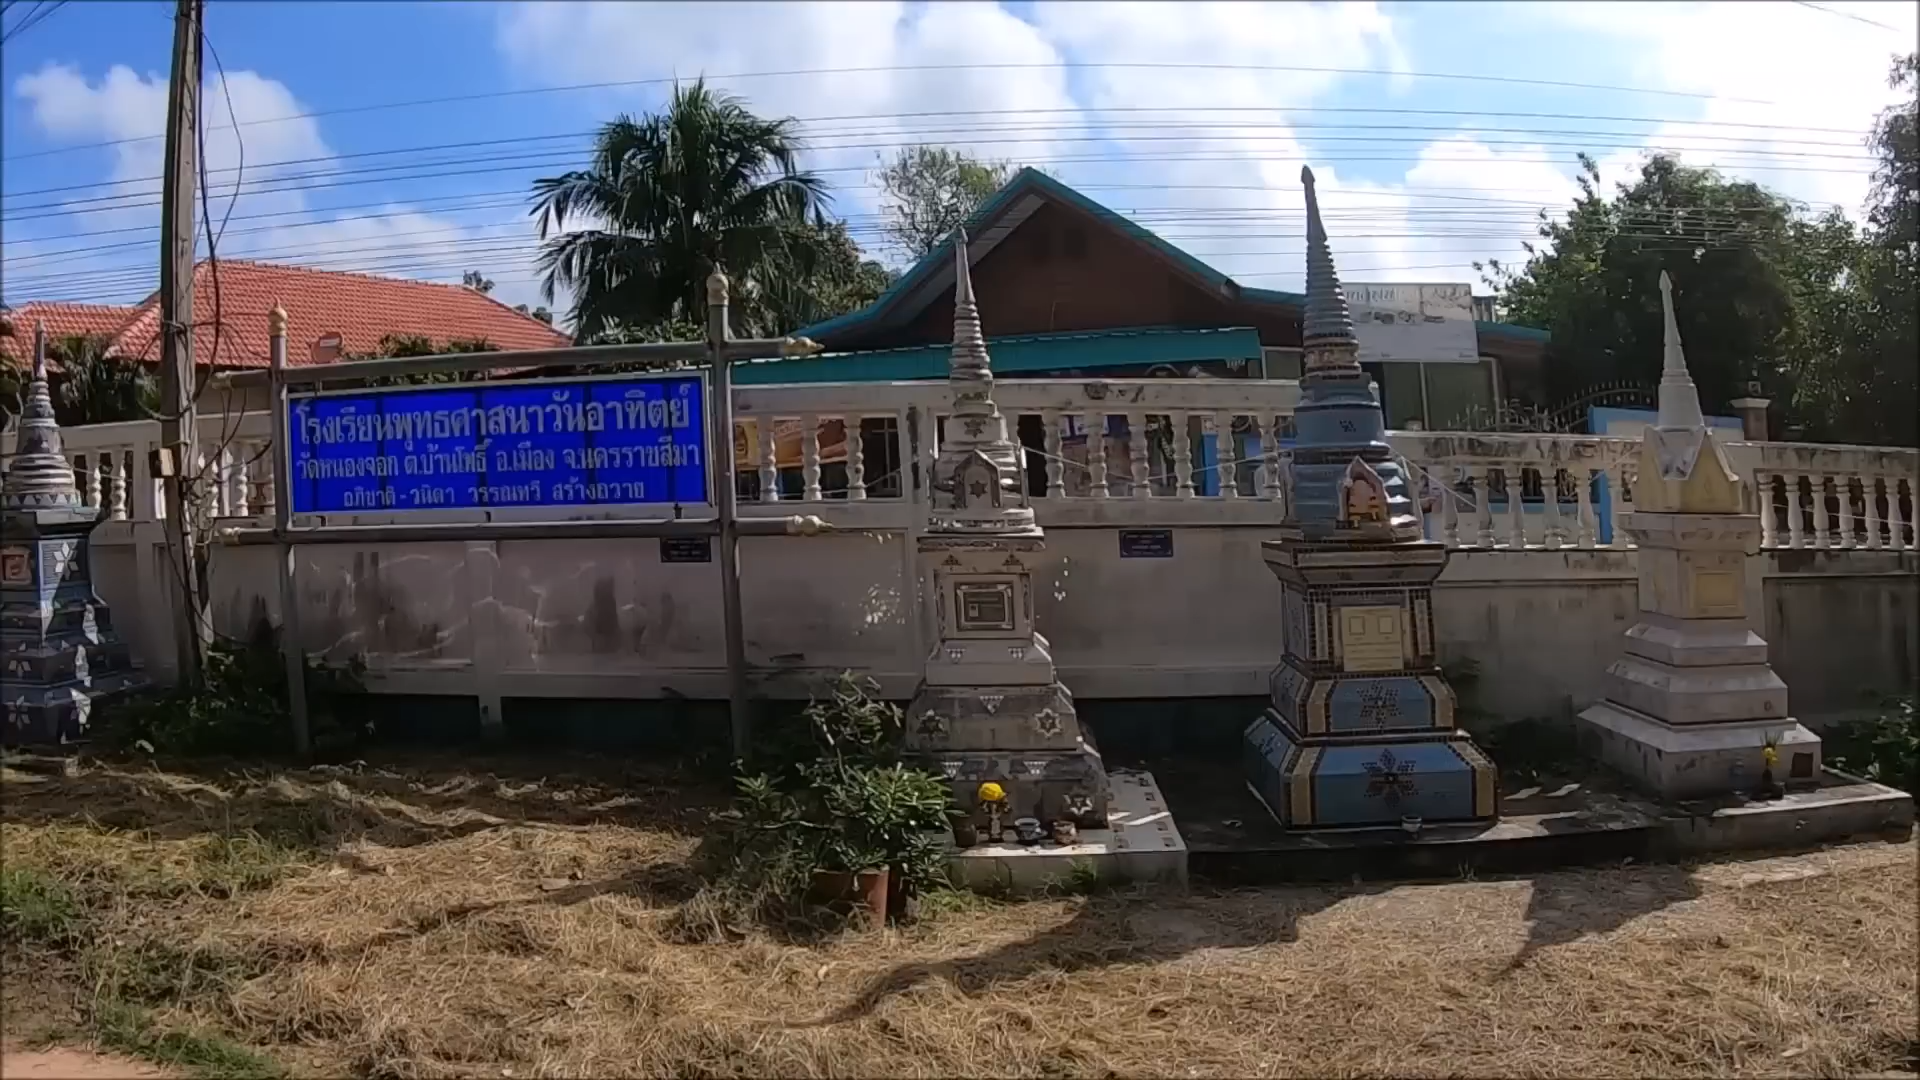 โรงเรียนพุทธศาสนาวันอาทิตย์
วัดหนองจอก ต.บ้านโพธิ์ อ.เมือง จ.นครราชสีมา
อภิชาติ - วนิดา วรรณทวี สร้างถวาย